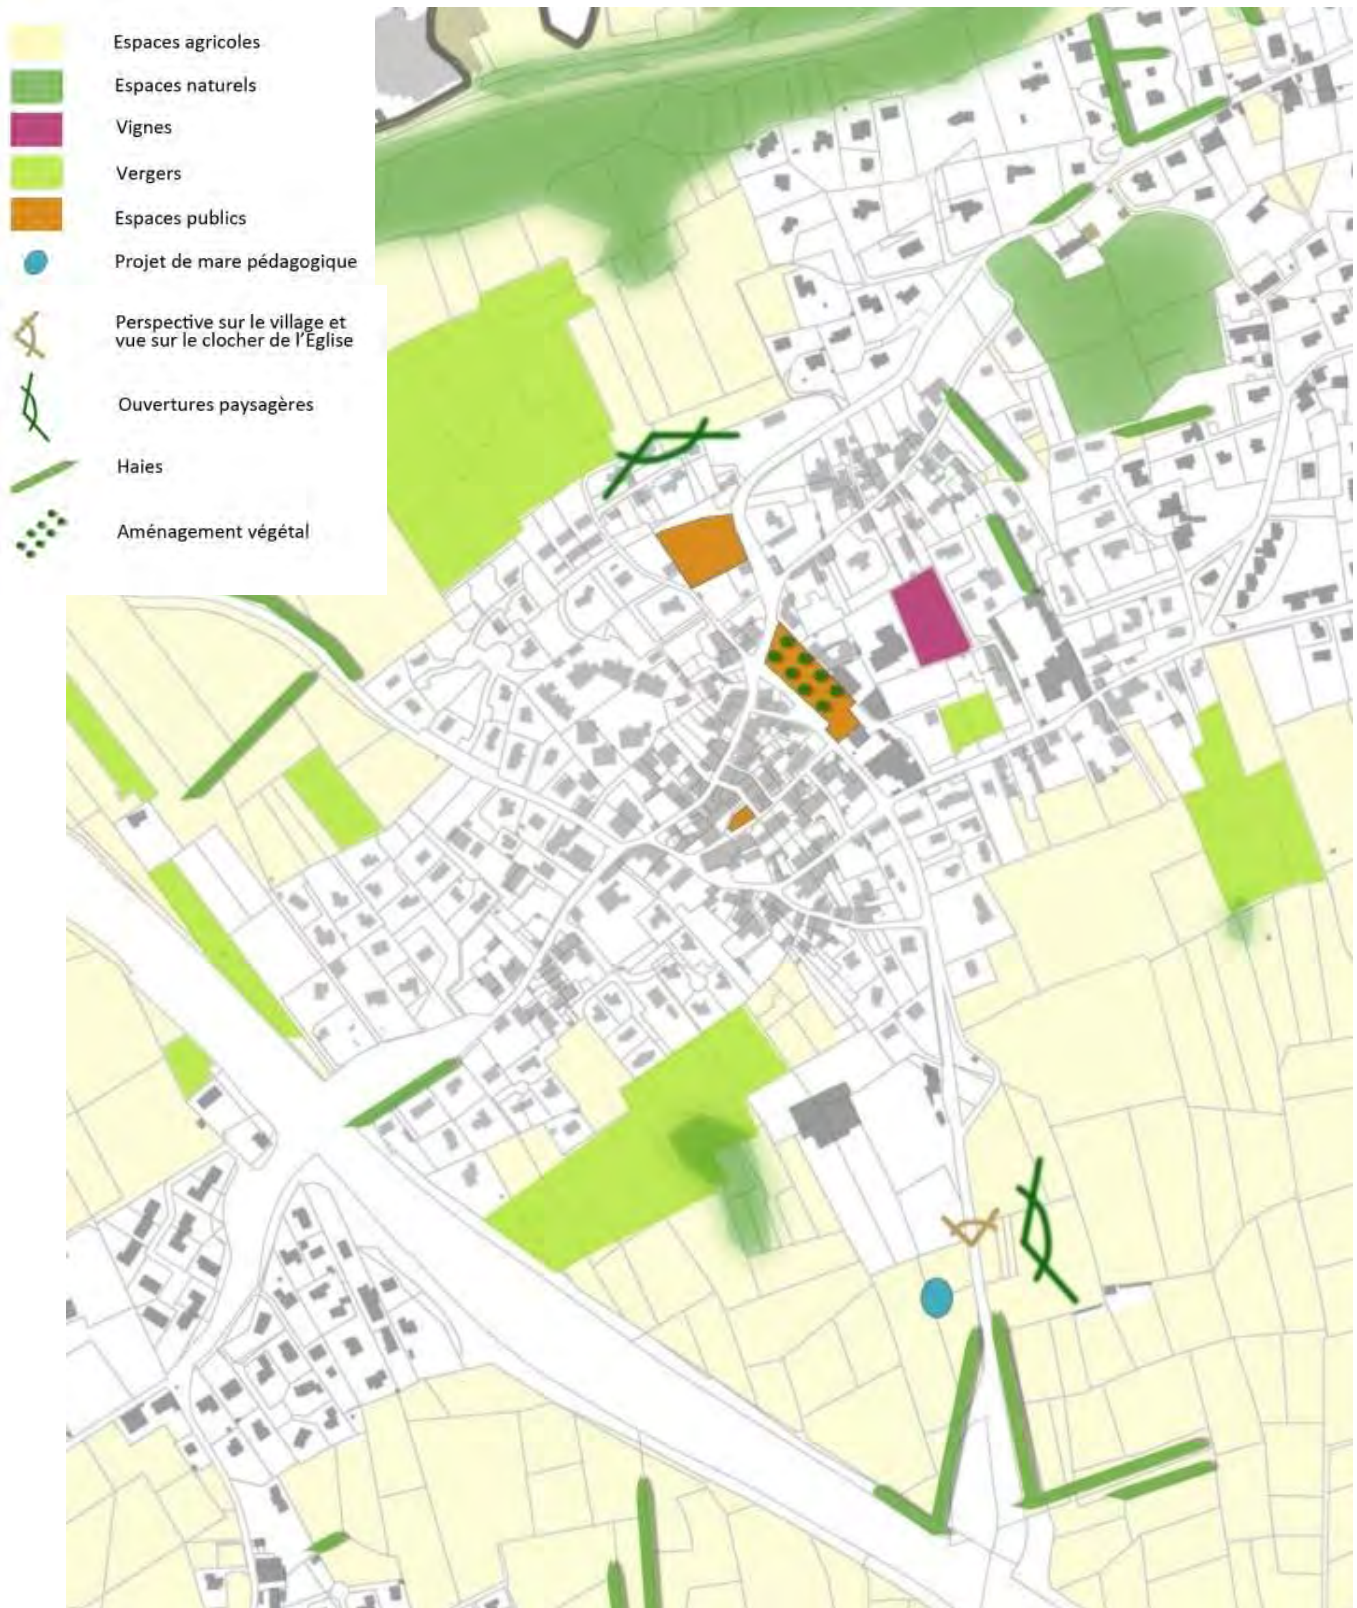 Espaces agricoles
Espaces naturels
Vignes
Vergers
Espaces publics
Projet de mare pédagogique
Perspective sur le village et
vue sur le clocher de l'Eglise
Ouvertures paysagères
Haies
Aménagement végétal